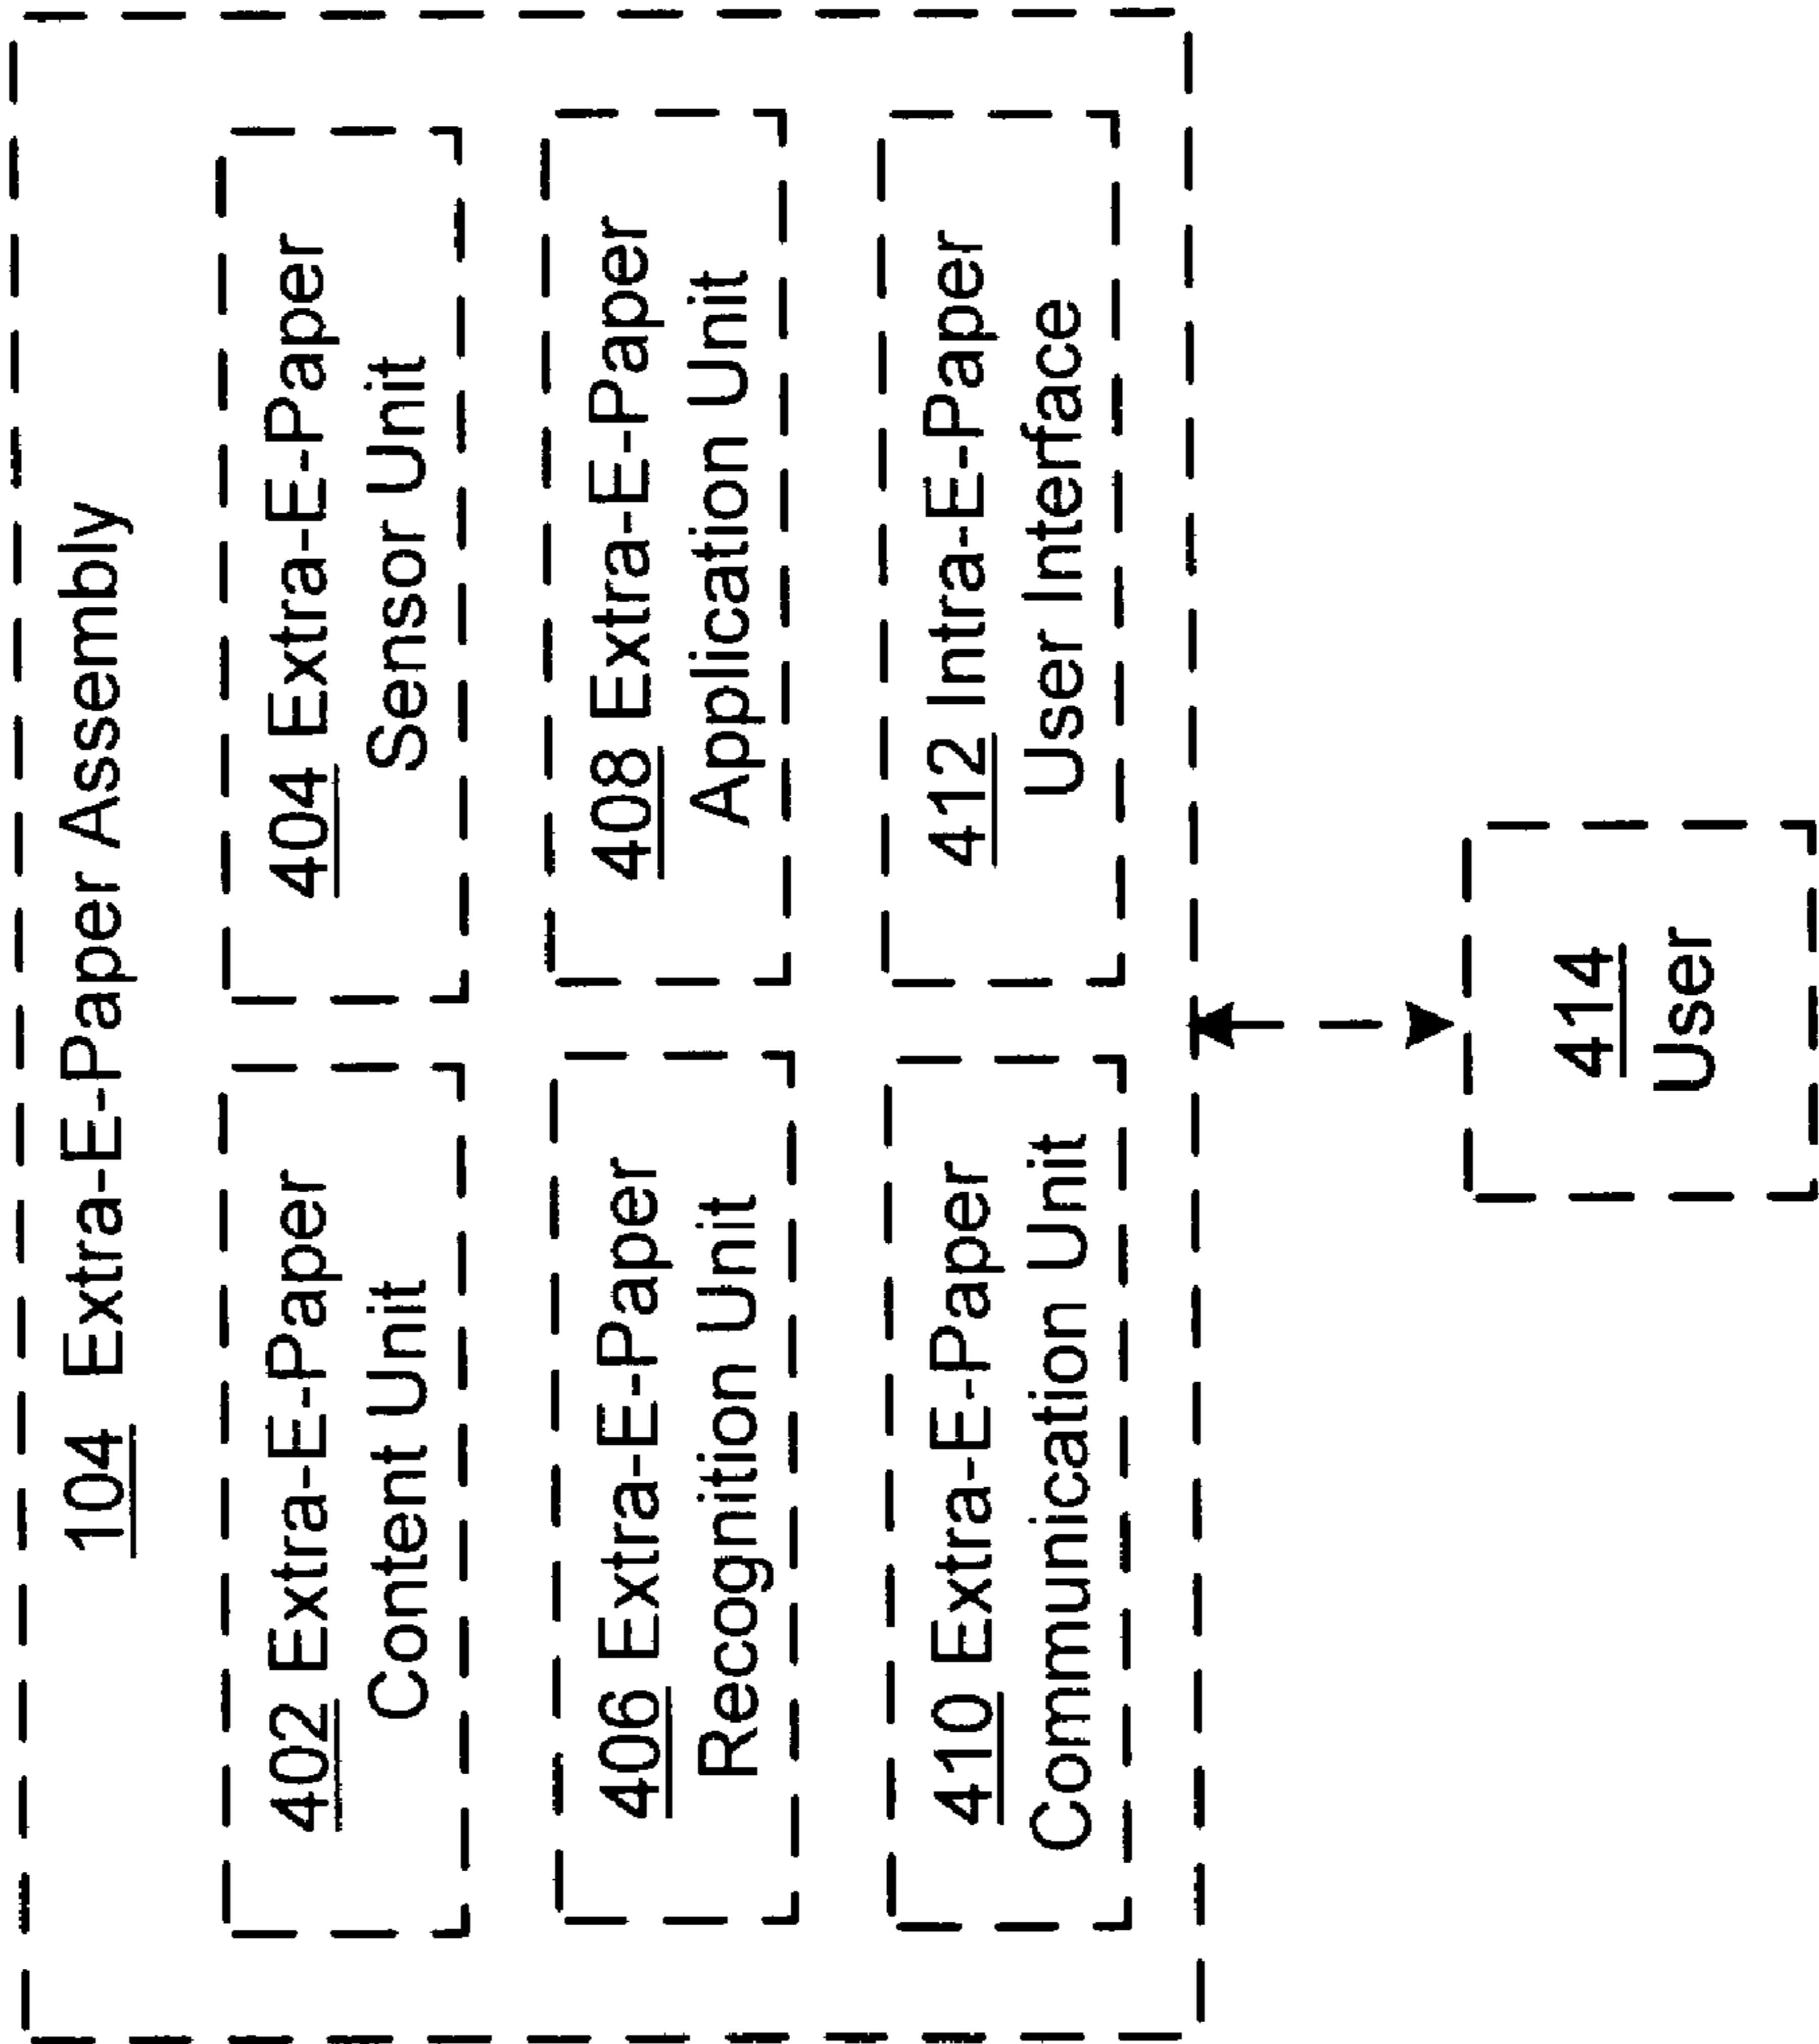 104 Extra-E-Paper Assembly
402 Extra-E-Paper
Content Unit
404 Extra-E-Paper
Sensor Unit
406 Extra-E-Paper
Recognition Unit
408 Extra-E-Paper
Application Unit
410 Extra-E-Paper
Communication Unit
412 Intra-E-Paper
User Interface
414
User